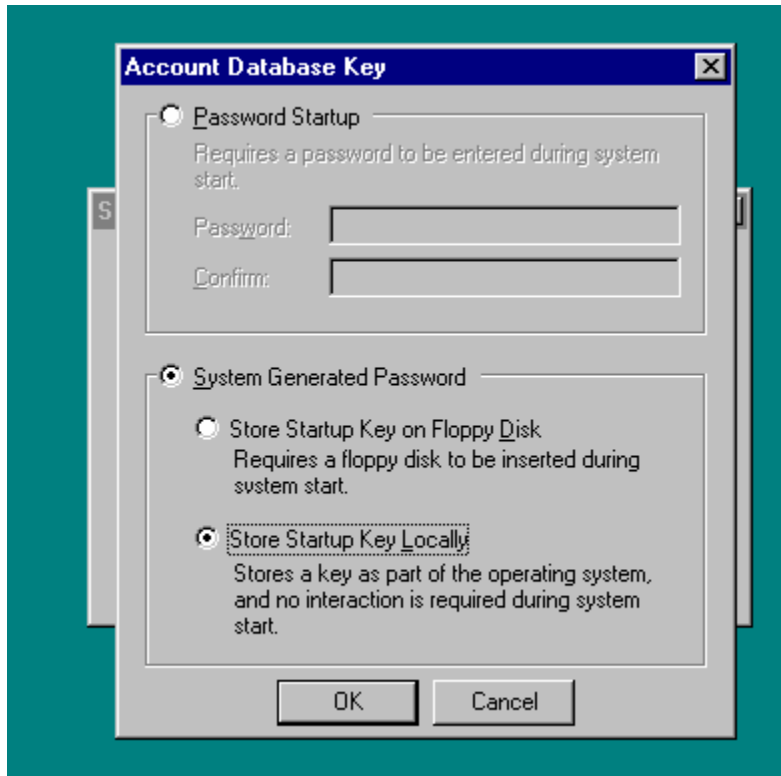 Account Database Key
Password Startup
Requires a password to be entered during system
start.
S
Password:
Confirm:
System Generated Password
Store Startup Key on Floppy Disk
Requires a floppy disk to be inserted during
system start.
Store Startup Key Locally
Stores a key as part of the operating system,
and no interaction is required during system
start.
OK
Cancel